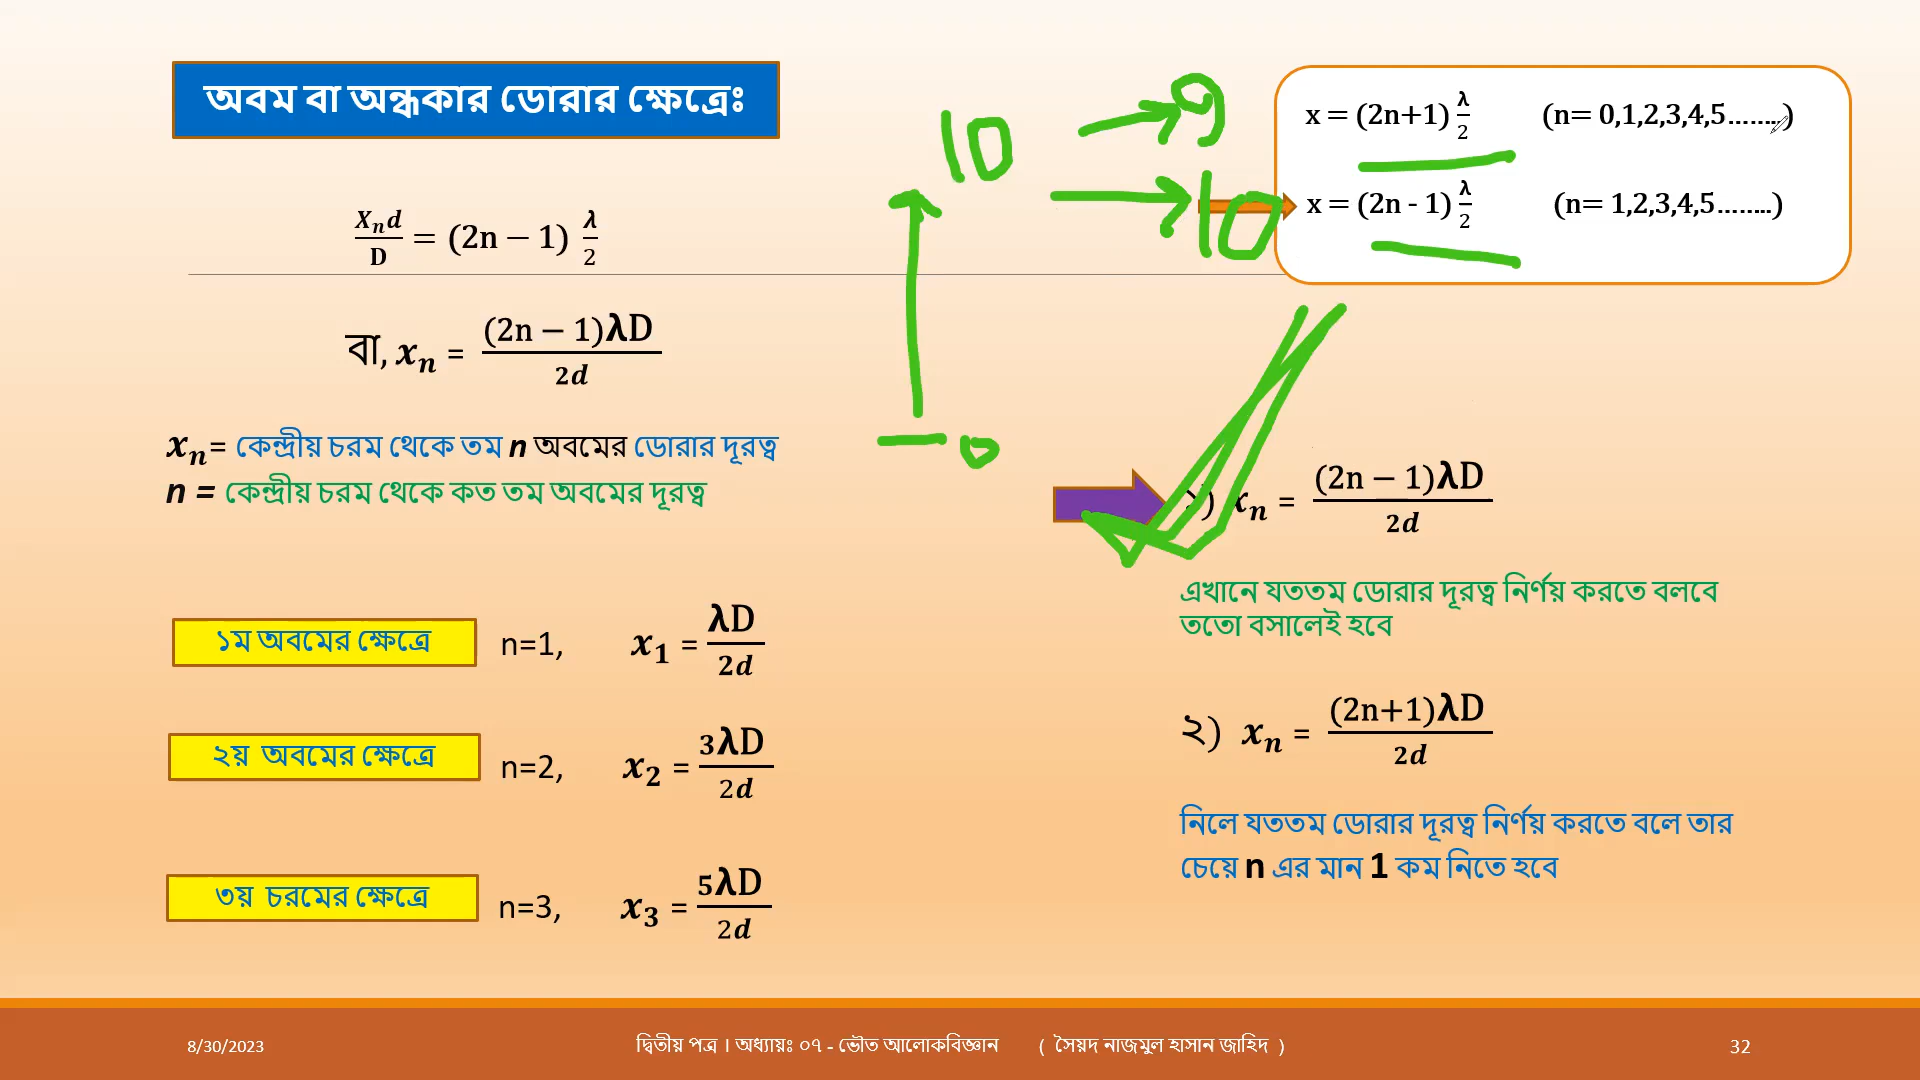 অবম বা অন্ধকার ডোরার ক্ষেত্রেঃ
10 → 9
→ 10
0
x = (2n+1) λ/2 (n= 0,1,2,3,4,5........)
x = (2n - 1) λ/2 (n= 1,2,3,4,5........)
Xₙd/D = (2n − 1) λ/2
বা, xₙ = (2n − 1)λD/2d
xₙ= কেন্দ্রীয় চরম থেকে তম n অবমের ডোরার দূরত্ব
n = কেন্দ্রীয় চরম থেকে কত তম অবমের দূরত্ব
১ম অবমের ক্ষেত্রে n=1, x₁ = λD/2d
২য় অবমের ক্ষেত্রে n=2, x₂ = 3λD/2d
৩য় চরমের ক্ষেত্রে n=3, x₃ = 5λD/2d
১) xₙ = (2n − 1)λD/2d
এখানে যততম ডোরার দূরত্ব নির্ণয় করতে বলবে
ততো বসালেই হবে
২) xₙ = (2n+1)λD/2d
নিলে যততম ডোরার দূরত্ব নির্ণয় করতে বলে তার
চেয়ে n এর মান 1 কম নিতে হবে
8/30/2023
দ্বিতীয় পত্র । অধ্যায়ঃ ০৭ - ভৌত আলোকবিজ্ঞান ( সৈয়দ নাজমুল হাসান জাহিদ )
32